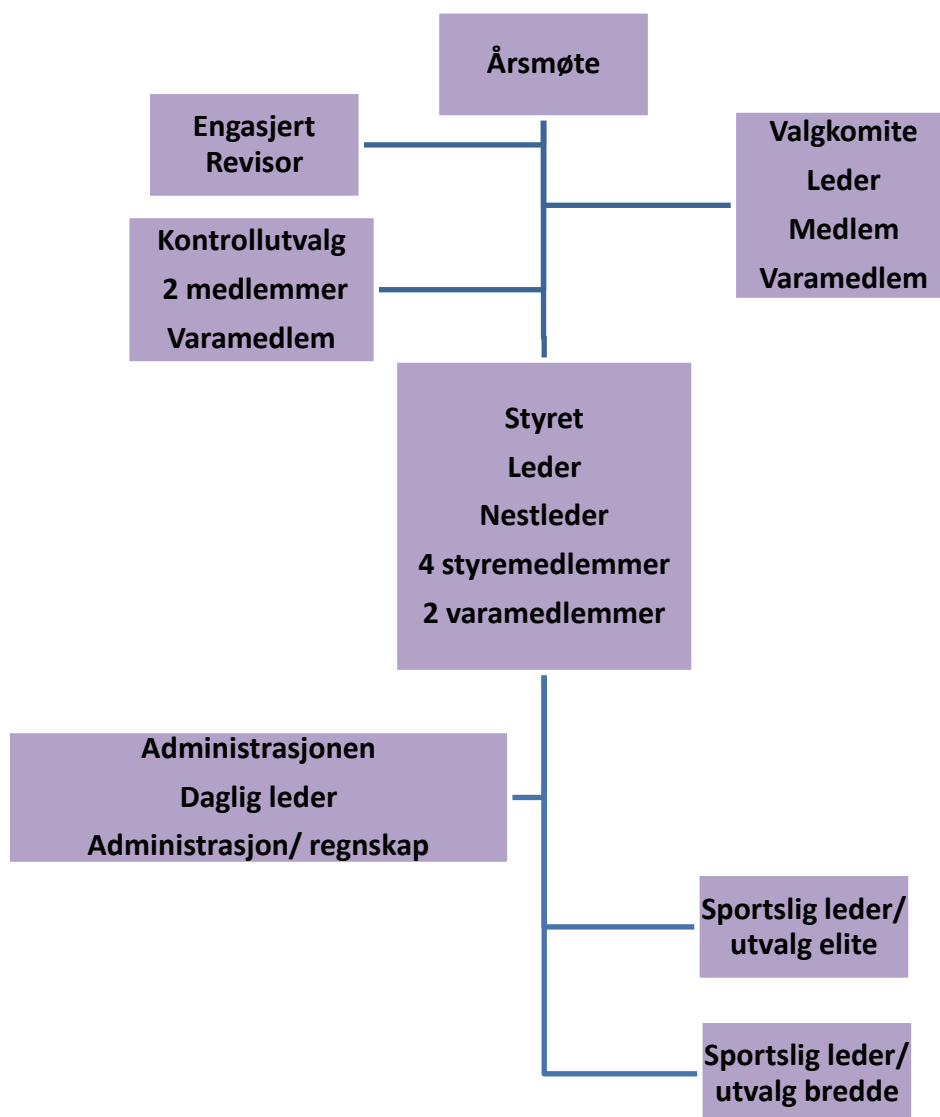 Årsmøte
Engasjert
Revisor
Valgkomite
Leder
Medlem
Varamedlem
Kontrollutvalg
2 medlemmer
Varamedlem
Styret
Leder
Nestleder
4 styremedlemmer
2 varamedlemmer
Administrasjonen
Daglig leder
Administrasjon/ regnskap
Sportslig leder/
utvalg elite
Sportslig leder/
utvalg bredde